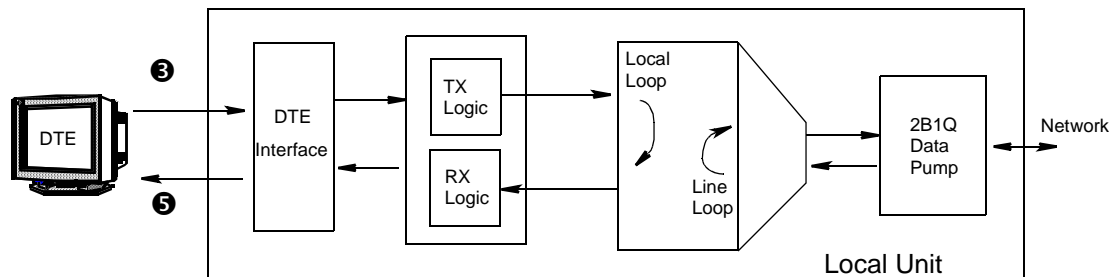 ❸
DTE
❺
DTE
Interface
TX
Logic
RX
Logic
Local
Loop
Line
Loop
2B1Q
Data
Pump
Network
Local Unit